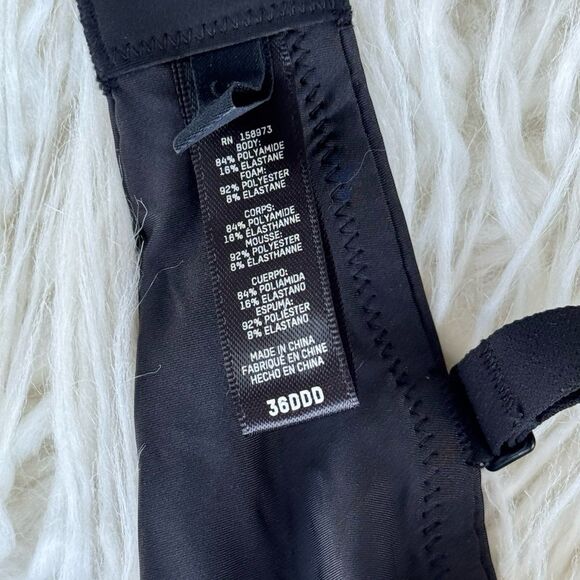 RN 150973
BODY:
84% POLYAMIDE
16% ELASTANE
FOAM:
92% POLYESTER
8% ELASTANE
CORPS:
84% POLYAMIDE
16% ÉLASTHANNE
MOUSSE:
92% POLYESTER
8% ÉLASTHANNE
CUERPO:
84% POLIAMIDA
16% ELASTANO
ESPUMA:
92% POLIÉSTER
8% ELASTANO
MADE IN CHINA
FABRIQUÉ EN CHINE
HECHO EN CHINA
36DDD